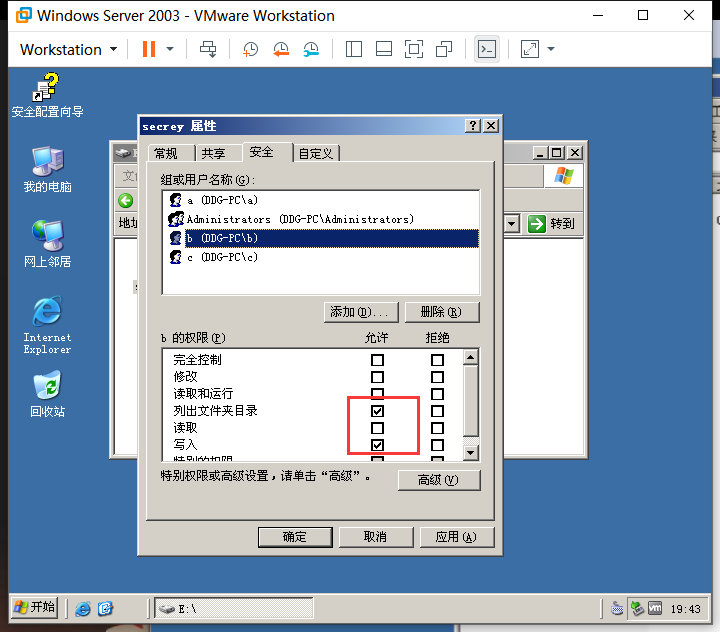 Windows Server 2003 - VMware Workstation
Workstation
安全配置向导
我的电脑
网上邻居
Internet
Explorer
回收站
地址
转到
secrey 属性
常规
共享
安全
自定义
组或用户名称(G):
a (DDG-PC\a)
Administrators (DDG-PC\Administrators)
b (DDG-PC\b)
c (DDG-PC\c)
添加(D)...
删除(R)
b 的权限(P)
允许
拒绝
完全控制
修改
读取和运行
列出文件夹目录
读取
写入
特别的权限
特别权限或高级设置,请单击“高级”。
高级(V)
确定
取消
应用(A)
开始
E:\
vm
19:43